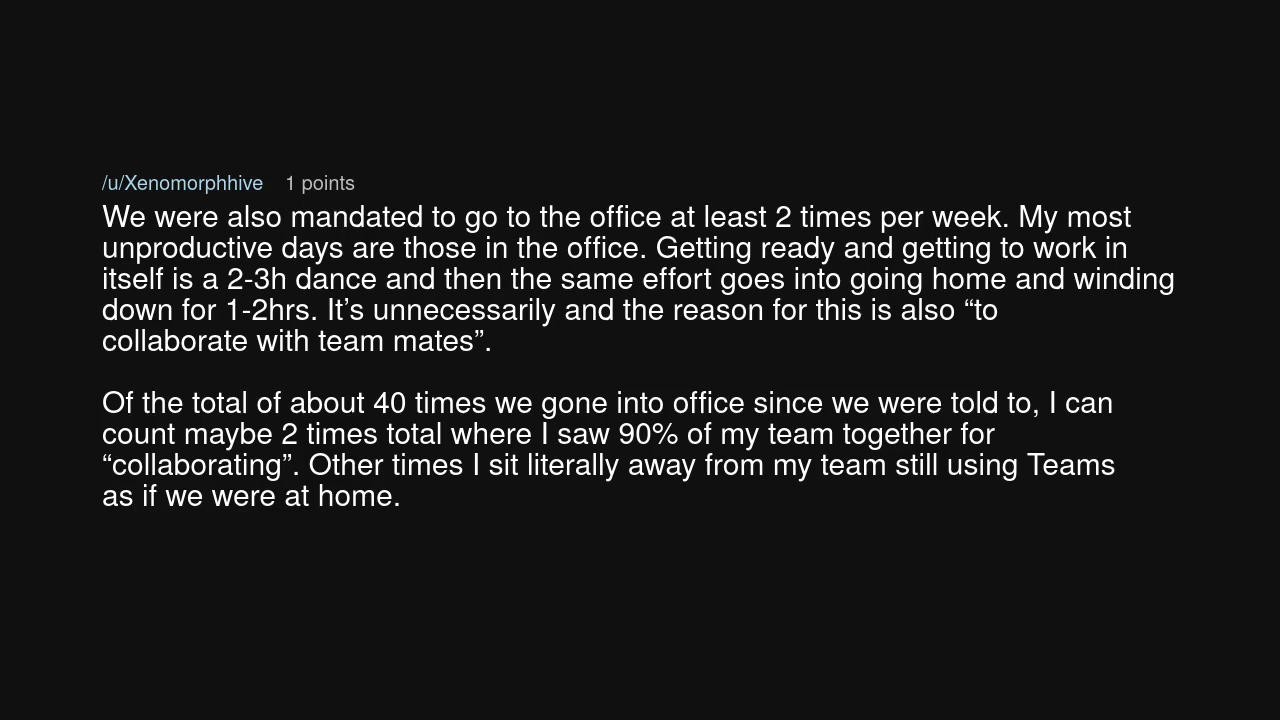 /u/Xenomorphhive 1 points
We were also mandated to go to the office at least 2 times per week. My most
unproductive days are those in the office. Getting ready and getting to work in
itself is a 2-3h dance and then the same effort goes into going home and winding
down for 1-2hrs. It’s unnecessarily and the reason for this is also “to
collaborate with team mates”.
Of the total of about 40 times we gone into office since we were told to, I can
count maybe 2 times total where I saw 90% of my team together for
“collaborating”. Other times I sit literally away from my team still using Teams
as if we were at home.